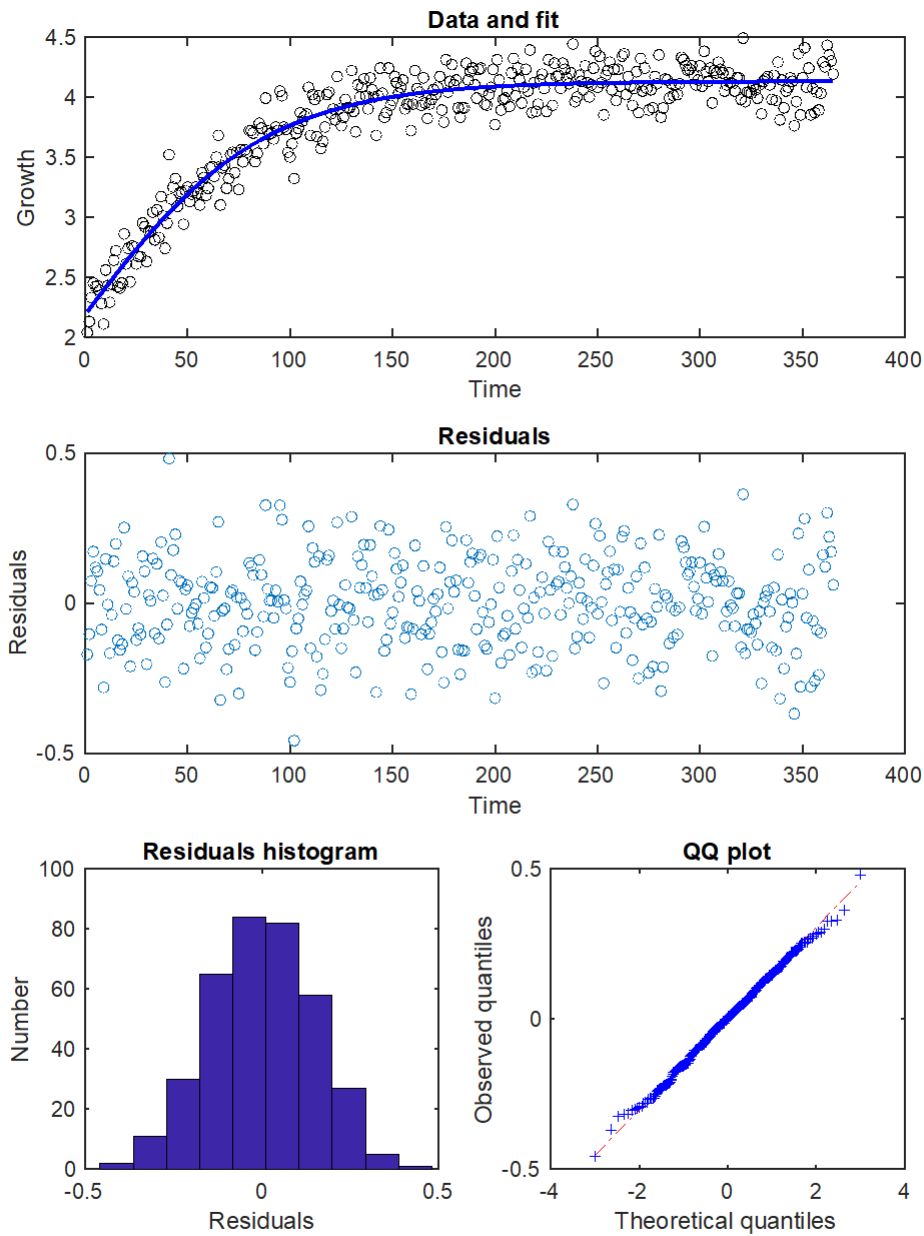 Data and fit
4.5
4
3.5
3
2.5
2
Growth
0 50 100 150 200 250 300 350 400
Time
Residuals
0.5
0
-0.5
Residuals
0 50 100 150 200 250 300 350 400
Time
Residuals histogram
100
80
60
40
20
0
Number
-0.5 0 0.5
Residuals
QQ plot
0.5
0
-0.5
Observed quantiles
-4 -2 0 2 4
Theoretical quantiles